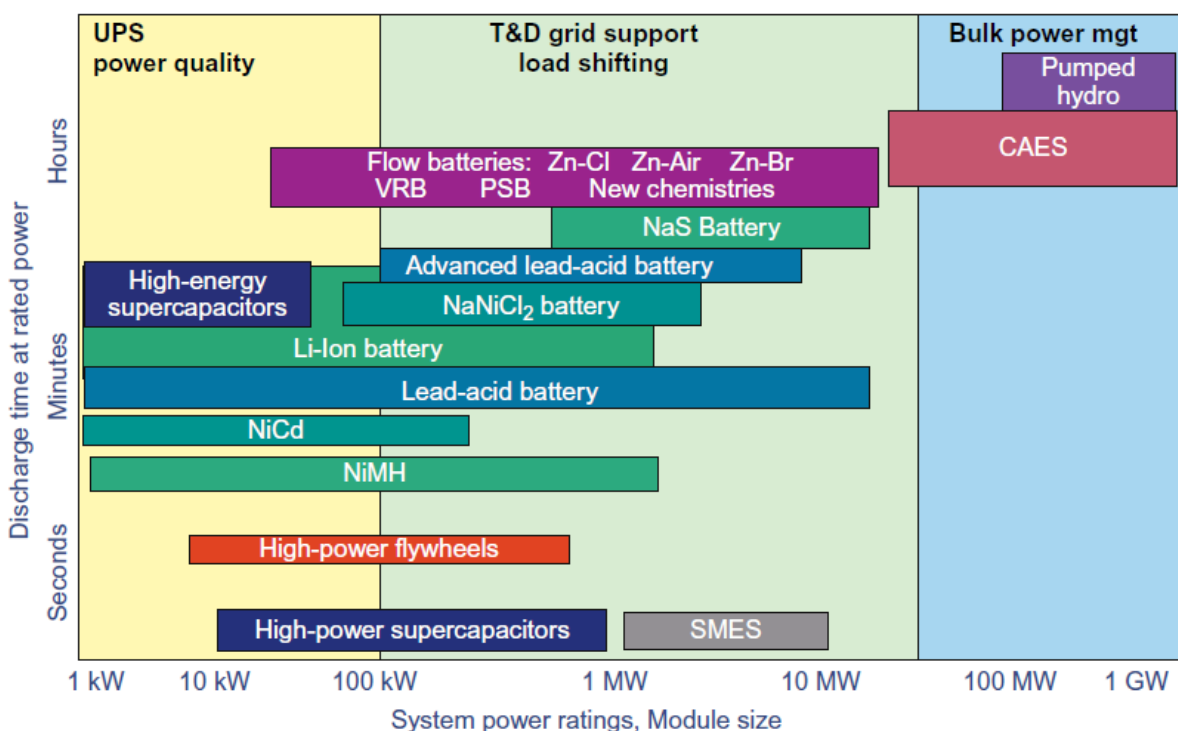 UPS
power quality
T&D grid support
load shifting
Bulk power mgt
Pumped
hydro
CAES
Flow batteries: Zn-Cl Zn-Air Zn-Br
VRB PSB New chemistries
NaS Battery
Advanced lead-acid battery
High-energy
supercapacitors
NaNiCl₂ battery
Li-Ion battery
Lead-acid battery
NiCd
NiMH
High-power flywheels
High-power supercapacitors
SMES
Discharge time at rated power
Hours
Minutes
Seconds
1 kW 10 kW 100 kW 1 MW 10 MW 100 MW 1 GW
System power ratings, Module size